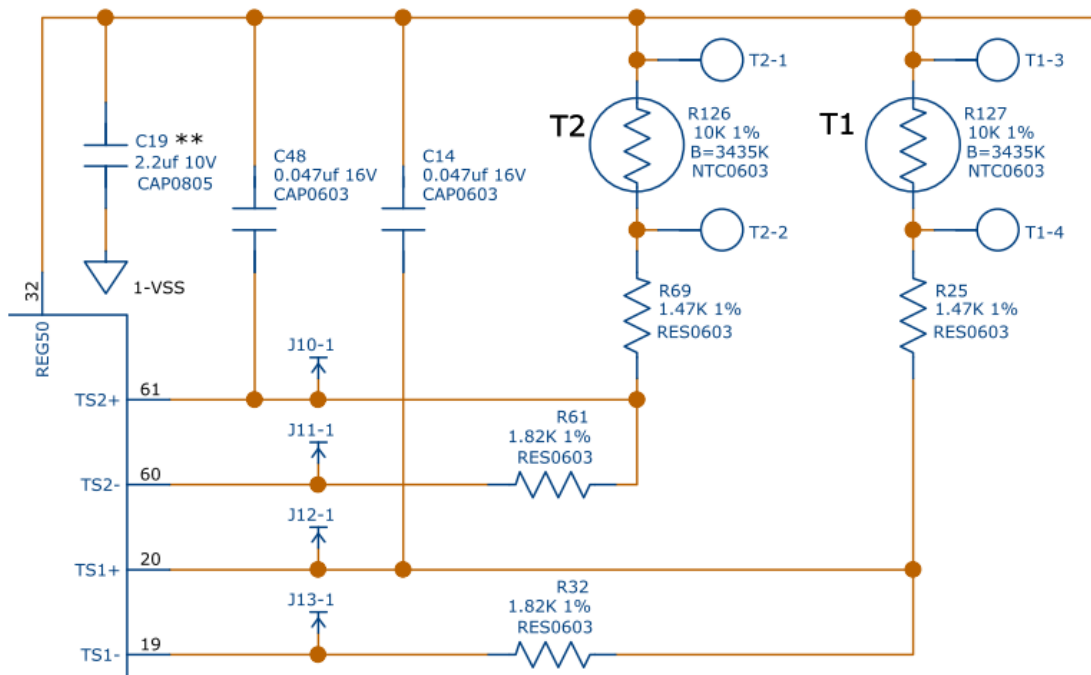 T2-1
T1-3
T2
R126
10K 1%
B=3435K
NTC0603
T1
R127
10K 1%
B=3435K
NTC0603
C19 **
2.2uf 10V
CAP0805
C48
0.047uf 16V
CAP0603
C14
0.047uf 16V
CAP0603
T2-2
T1-4
32
1-VSS
R69
1.47K 1%
RES0603
R25
1.47K 1%
RES0603
REG50
J10-1
TS2+
61
J11-1
R61
1.82K 1%
RES0603
TS2-
60
J12-1
TS1+
20
J13-1
R32
1.82K 1%
RES0603
TS1-
19